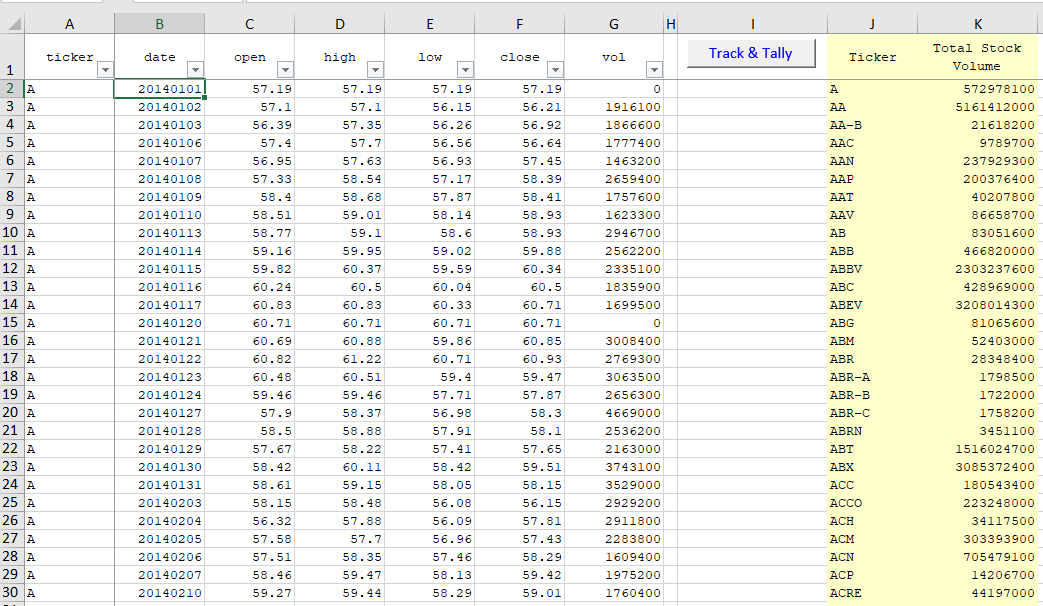 A B C D E F G H I J K
1 ticker date open high low close vol Track & Tally Ticker Total Stock Volume
2 A 20140101 57.19 57.19 57.19 57.19 0 A 572978100
3 A 20140102 57.1 57.1 56.15 56.21 1916100 AA 5161412000
4 A 20140103 56.39 57.35 56.26 56.92 1866600 AA-B 21618200
5 A 20140106 57.4 57.7 56.56 56.64 1777400 AAC 9789700
6 A 20140107 56.95 57.63 56.93 57.45 1463200 AAN 237929300
7 A 20140108 57.33 58.54 57.17 58.39 2659400 AAP 200376400
8 A 20140109 58.4 58.68 57.87 58.41 1757600 AAT 40207800
9 A 20140110 58.51 59.01 58.14 58.93 1623300 AAV 86658700
10 A 20140113 58.77 59.1 58.6 58.93 2946700 AB 83051600
11 A 20140114 59.16 59.95 59.02 59.88 2562200 ABB 466820000
12 A 20140115 59.82 60.37 59.59 60.34 2335100 ABBV 2303237600
13 A 20140116 60.24 60.5 60.04 60.5 1835900 ABC 428969000
14 A 20140117 60.83 60.83 60.33 60.71 1699500 ABEV 3208014300
15 A 20140120 60.71 60.71 60.71 60.71 0 ABG 81065600
16 A 20140121 60.69 60.88 59.86 60.85 3008400 ABM 52403000
17 A 20140122 60.82 61.22 60.71 60.93 2769300 ABR 28348400
18 A 20140123 60.48 60.51 59.4 59.47 3063500 ABR-A 1798500
19 A 20140124 59.46 59.46 57.71 57.87 2656300 ABR-B 1722000
20 A 20140127 57.9 58.37 56.98 58.3 4669000 ABR-C 1758200
21 A 20140128 58.5 58.88 57.91 58.1 2536200 ABRN 3451100
22 A 20140129 57.67 58.22 57.41 57.65 2163000 ABT 1516024700
23 A 20140130 58.42 60.11 58.42 59.51 3743100 ABX 3085372400
24 A 20140131 58.61 59.15 58.05 58.15 3529000 ACC 180543400
25 A 20140203 58.15 58.48 56.08 56.15 2929200 ACCO 223248000
26 A 20140204 56.32 57.88 56.09 57.81 2911800 ACH 34117500
27 A 20140205 57.58 57.7 56.96 57.43 2283800 ACM 303393900
28 A 20140206 57.51 58.35 57.46 58.29 1609400 ACN 705479100
29 A 20140207 58.46 59.47 58.13 59.42 1975200 ACP 14206700
30 A 20140210 59.27 59.44 58.29 59.01 1760400 ACRE 44197000